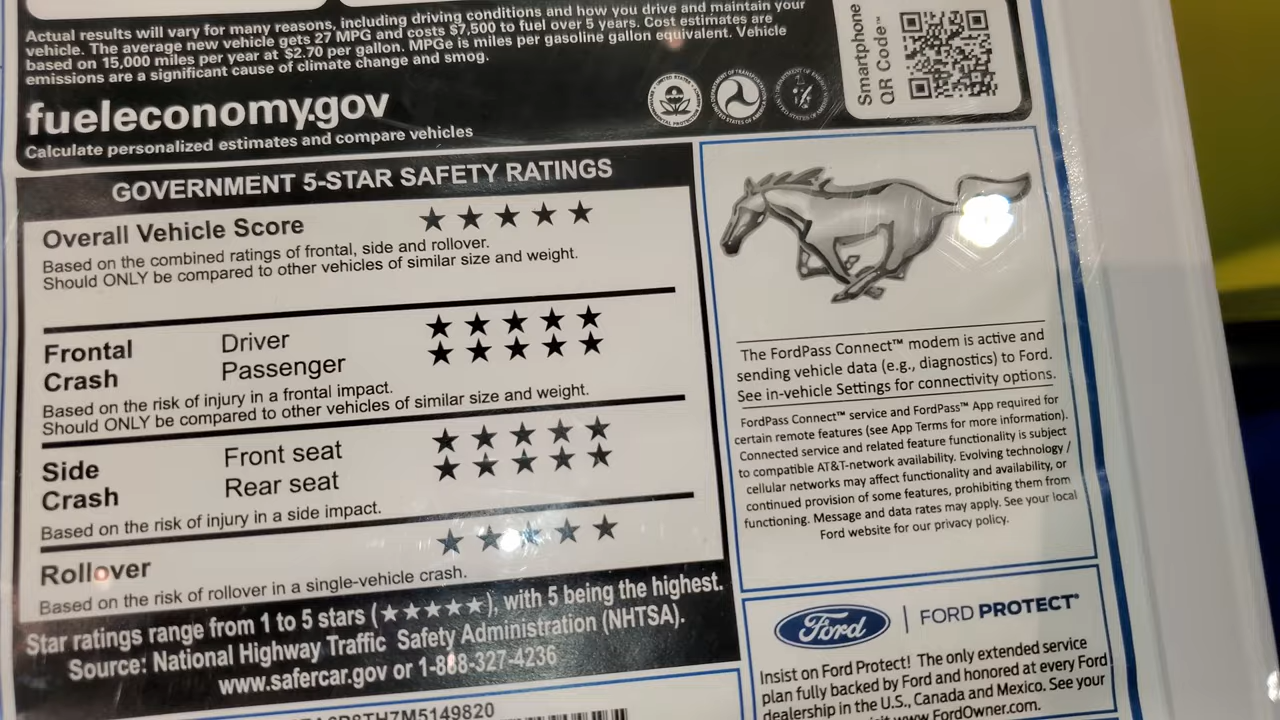 Actual results will vary for many reasons, including driving conditions and how you drive and maintain your
vehicle. The average new vehicle gets 27 MPG and costs $7,500 to fuel over 5 years. Cost estimates are
based on 15,000 miles per year at $2.70 per gallon. MPGe is miles per gasoline gallon equivalent. Vehicle
emissions are a significant cause of climate change and smog.
fueleconomy.gov
Calculate personalized estimates and compare vehicles
Smartphone
QR Code™
GOVERNMENT 5-STAR SAFETY RATINGS
Overall Vehicle Score ★★★★★
Based on the combined ratings of frontal, side and rollover.
Should ONLY be compared to other vehicles of similar size and weight.
Frontal Crash
Driver ★★★★★
Passenger ★★★★★
Based on the risk of injury in a frontal impact.
Should ONLY be compared to other vehicles of similar size and weight.
Side Crash
Front seat ★★★★★
Rear seat ★★★★★
Based on the risk of injury in a side impact.
Rollover ★★★★★
Based on the risk of rollover in a single-vehicle crash.
Star ratings range from 1 to 5 stars (★★★★★), with 5 being the highest.
Source: National Highway Traffic Safety Administration (NHTSA).
www.safercar.gov or 1-888-327-4236
The FordPass Connect™ modem is active and
sending vehicle data (e.g., diagnostics) to Ford.
See in-vehicle Settings for connectivity options.
FordPass Connect™ service and FordPass™ App required for
certain remote features (see App Terms for more information).
Connected service and related feature functionality is subject
to compatible AT&T-network availability. Evolving technology /
cellular networks may affect functionality and availability, or
continued provision of some features, prohibiting them from
functioning. Message and data rates may apply. See your local
Ford website for our privacy policy.
Ford | FORD PROTECT
Insist on Ford Protect! The only extended service
plan fully backed by Ford and honored at every Ford
dealership in the U.S., Canada and Mexico. See your
www.FordOwner.com.